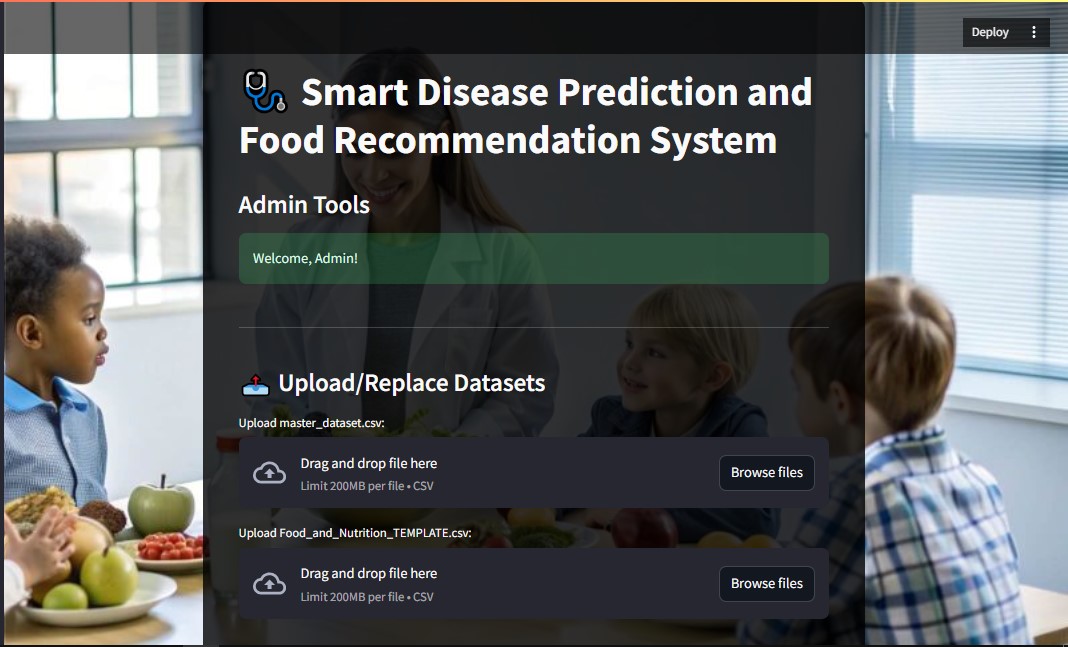 Deploy
Smart Disease Prediction and
Food Recommendation System
Admin Tools
Welcome, Admin!
Upload/Replace Datasets
Upload master_dataset.csv:
Drag and drop file here
Limit 200MB per file • CSV
Browse files
Upload Food_and_Nutrition_TEMPLATE.csv:
Drag and drop file here
Limit 200MB per file • CSV
Browse files